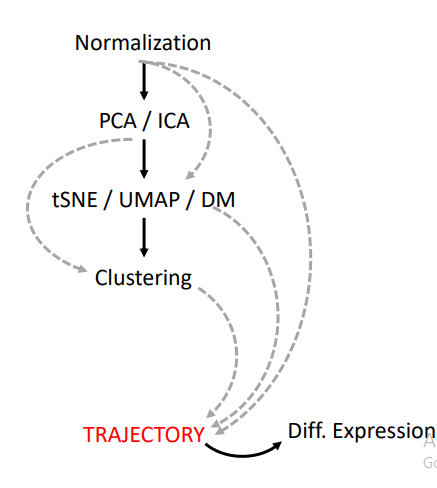 Normalization
PCA / ICA
tSNE / UMAP / DM
Clustering
TRAJECTORY
Diff. Expression